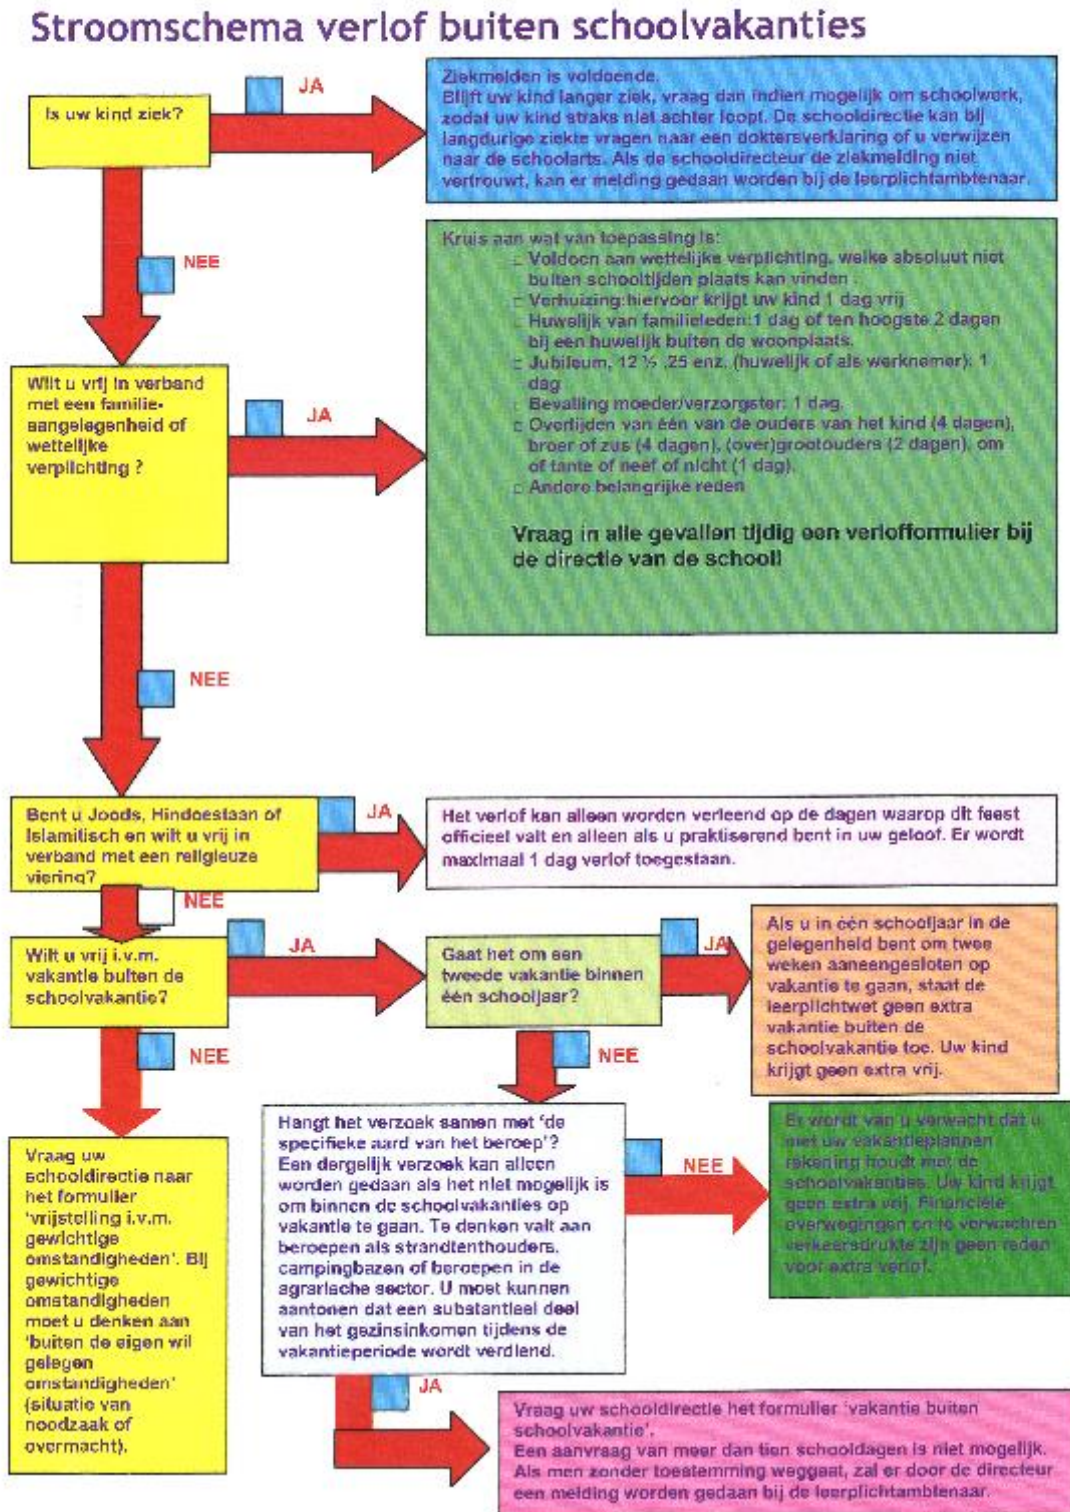 Stroomschema verlof buiten schoolvakanties
Is uw kind ziek?
JA
Ziekmelden is voldoende.
Blijft uw kind langer ziek, vraag dan indien mogelijk om schoolwerk,
zodat uw kind straks niet achter loopt. De schooldirectie kan bij
langdurige ziekte vragen naar een doktersverklaring of u verwijzen
naar de schoolarts. Als de schooldirecteur de ziekmelding niet
vertrouwt, kan er melding gedaan worden bij de leerplichtambtenaar.
NEE
Wilt u vrij in verband
met een familie-
aangelegenheid of
wettelijke
verplichting ?
JA
Kruis aan wat van toepassing is:
□ Voldoen aan wettelijke verplichting, welke absoluut niet
buiten schooltijden plaats kan vinden .
□ Verhuizing:hiervoor krijgt uw kind 1 dag vrij
□ Huwelijk van familieleden:1 dag of ten hoogste 2 dagen
bij een huwelijk buiten de woonplaats.
□ Jubileum, 12 ½ ,25 enz. (huwelijk of als werknemer): 1
dag
□ Bevalling moeder/verzorgster: 1 dag.
□ Overlijden van één van de ouders van het kind (4 dagen),
broer of zus (4 dagen), (over)grootouders (2 dagen), om
of tante of neef of nicht (1 dag).
□ Andere belangrijke reden
Vraag in alle gevallen tijdig een verlofformulier bij
de directie van de school!
NEE
Bent u Joods, Hindoestaan of
Islamitisch en wilt u vrij in
verband met een religieuze
viering?
JA
Het verlof kan alleen worden verleend op de dagen waarop dit feest
officieel valt en alleen als u praktiserend bent in uw geloof. Er wordt
maximaal 1 dag verlof toegestaan.
NEE
Wilt u vrij i.v.m.
vakantie buiten de
schoolvakantie?
JA
Gaat het om een
tweede vakantie binnen
één schooljaar?
JA
Als u in één schooljaar in de
gelegenheid bent om twee
weken aaneengesloten op
vakantie te gaan, staat de
leerplichtwet geen extra
vakantie buiten de
schoolvakantie toe. Uw kind
krijgt geen extra vrij.
NEE
NEE
Vraag uw
schooldirectie naar
het formulier
'vrijstelling i.v.m.
gewichtige
omstandigheden'. Bij
gewichtige
omstandigheden
moet u denken aan
'buiten de eigen wil
gelegen
omstandigheden'
(situatie van
noodzaak of
overmacht).
Hangt het verzoek samen met 'de
specifieke aard van het beroep'?
Een dergelijk verzoek kan alleen
worden gedaan als het niet mogelijk is
om binnen de schoolvakanties op
vakantie te gaan. Te denken valt aan
beroepen als strandtenthouders,
campingbazen of beroepen in de
agrarische sector. U moet kunnen
aantonen dat een substantieel deel
van het gezinsinkomen tijdens de
vakantieperiode wordt verdiend.
NEE
Er wordt van u verwacht dat u
met uw vakantieplannen
rekening houdt met de
schoolvakanties. Uw kind krijgt
geen extra vrij. Financiële
overwegingen en te verwachten
verkeersdrukte zijn geen reden
voor extra verlof.
JA
Vraag uw schooldirectie het formulier 'vakantie buiten
schoolvakantie'.
Een aanvraag van meer dan tien schooldagen is niet mogelijk.
Als men zonder toestemming weggaat, zal er door de directeur
een melding worden gedaan bij de leerplichtambtenaar.